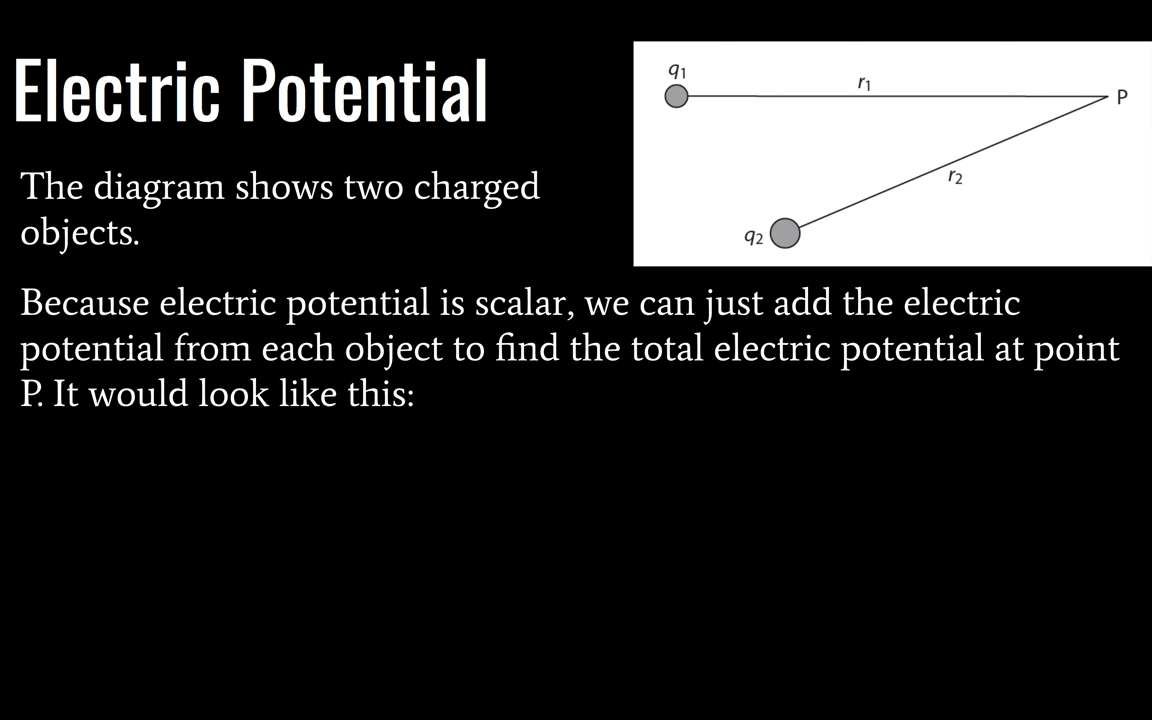 Electric Potential
q1
r1
P
r2
q2
The diagram shows two charged
objects.
Because electric potential is scalar, we can just add the electric
potential from each object to find the total electric potential at point
P. It would look like this: